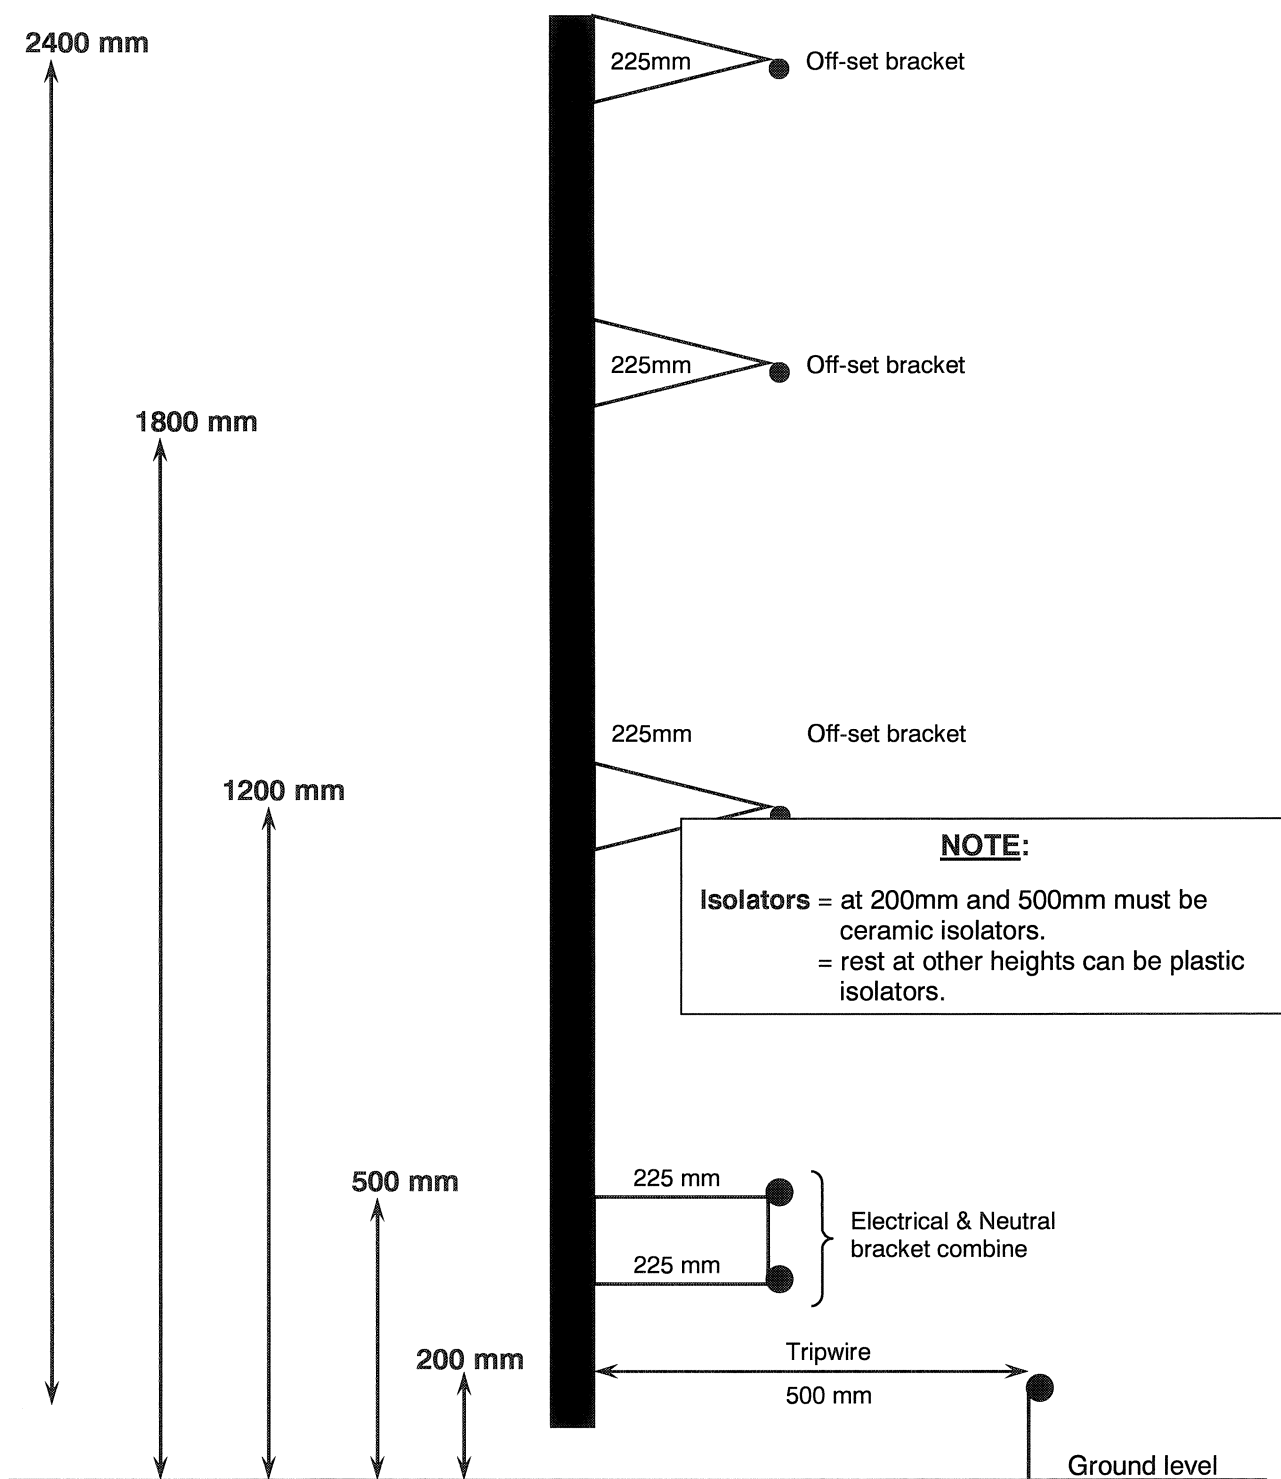 2400 mm
225mm
Off-set bracket
225mm
Off-set bracket
1800 mm
225mm
Off-set bracket
1200 mm
NOTE:
Isolators = at 200mm and 500mm must be
ceramic isolators.
= rest at other heights can be plastic
isolators.
500 mm
225 mm
Electrical & Neutral
bracket combine
225 mm
200 mm
Tripwire
500 mm
Ground level